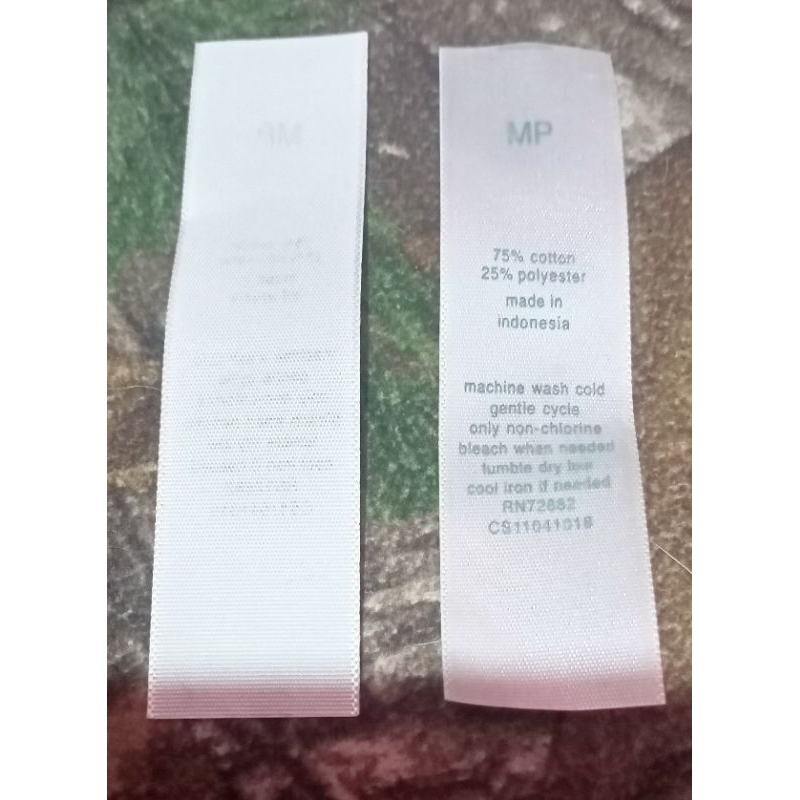 MP
75% cotton
25% polyester
made in
indonesia
machine wash cold
gentle cycle
only non-chlorine
bleach when needed
tumble dry low
cool iron if needed
RN72882
CS11041018